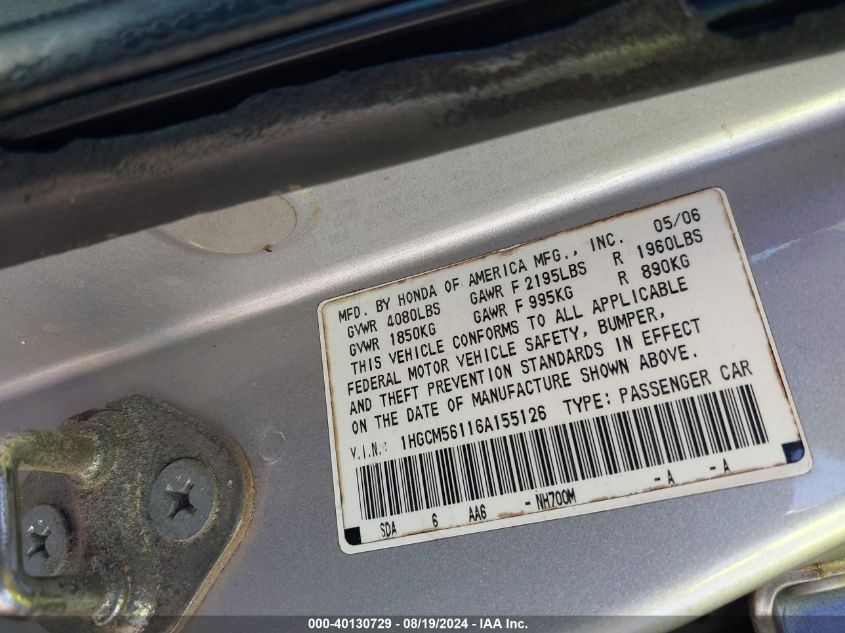 MFD. BY HONDA OF AMERICA MFG., INC. 05/06
GVWR 4080LBS GAWR F 2195LBS R 1960LBS
GVWR 1850KG GAWR F 995KG R 890KG
THIS VEHICLE CONFORMS TO ALL APPLICABLE
FEDERAL MOTOR VEHICLE SAFETY, BUMPER,
AND THEFT PREVENTION STANDARDS IN EFFECT
ON THE DATE OF MANUFACTURE SHOWN ABOVE.
V.I.N.: 1HGCM56116A155126 TYPE: PASSENGER CAR
SDA 6 AA6 - NH700M - A - A
000-40130729 - 08/19/2024 - IAA Inc.